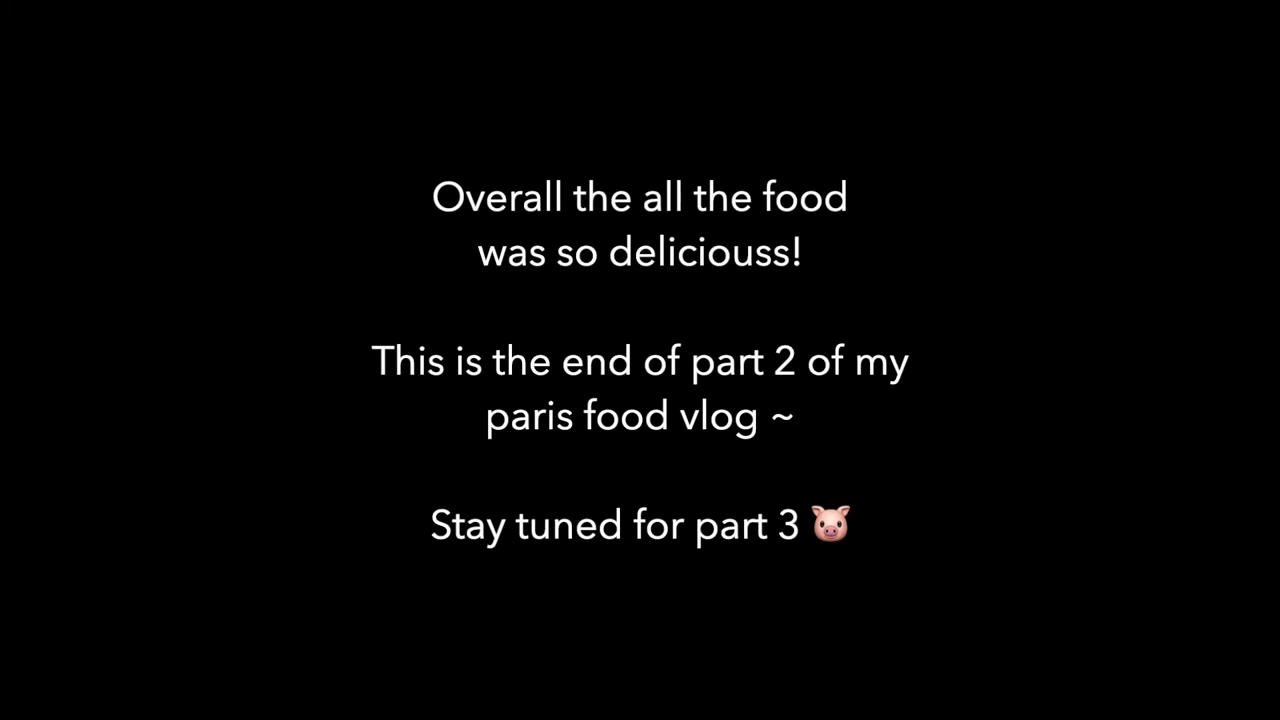 Overall the all the food
was so deliciouss!
This is the end of part 2 of my
paris food vlog ~
Stay tuned for part 3 🐷